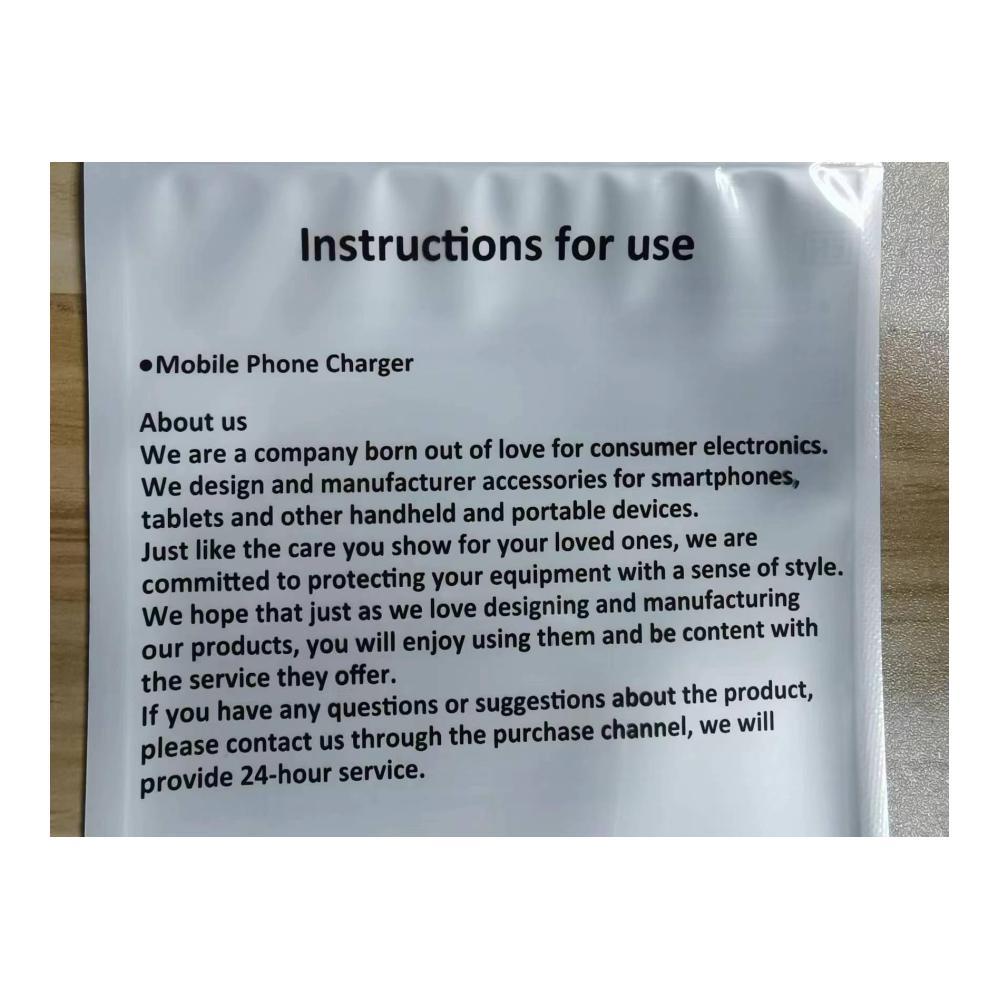 Instructions for use
●Mobile Phone Charger
About us
We are a company born out of love for consumer electronics.
We design and manufacturer accessories for smartphones,
tablets and other handheld and portable devices.
Just like the care you show for your loved ones, we are
committed to protecting your equipment with a sense of style.
We hope that just as we love designing and manufacturing
our products, you will enjoy using them and be content with
the service they offer.
If you have any questions or suggestions about the product,
please contact us through the purchase channel, we will
provide 24-hour service.